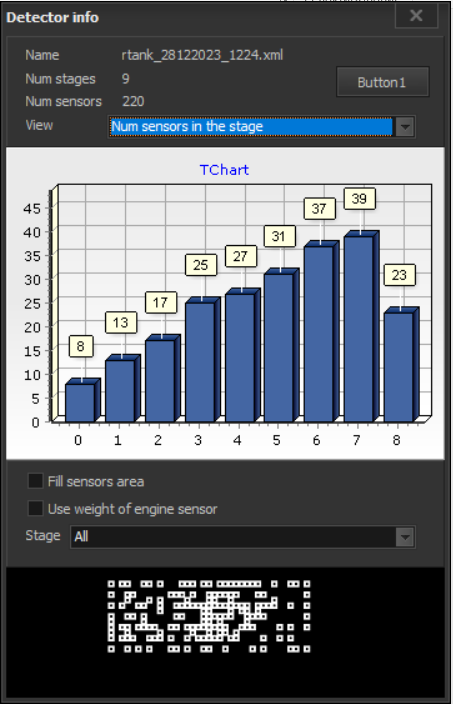 Detector info
Name rtank_28122023_1224.xml
Num stages 9
Button1
Num sensors 220
View Num sensors in the stage
TChart
45
40
35
30
25
20
15
10
5
0
8
13
17
25
27
31
37
39
23
0 1 2 3 4 5 6 7 8
Fill sensors area
Use weight of engine sensor
Stage All